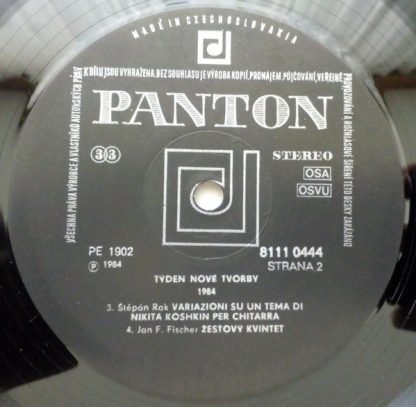 MADE IN CZECHOSLOVAKIA
VŠECHNA PRÁVA VÝROBCE A VLASTNÍKŮ AUTORSKÝCH PRÁV
K DÍLU JSOU VYHRAŽENA. BEZ SOUHLASU JE VÝROBA KOPIÍ, PRONÁJEM, PŮJČOVÁNÍ, VEŘEJNÉ
PROVOZOVÁNÍ A ROZHLASOVÉ ŠÍŘENÍ TÉTO DESKY ZAKÁZÁNO
PANTON
33
STEREO
OSA
OSVU
PE 1902
8111 0444
℗ 1984
STRANA 2
TÝDEN NOVÉ TVORBY
1984
3. Štěpán Rak VARIAZIONI SU UN TEMA DI
NIKITA KOSHKIN PER CHITARRA
4. Jan F. Fischer ŽESŤOVÝ KVINTET